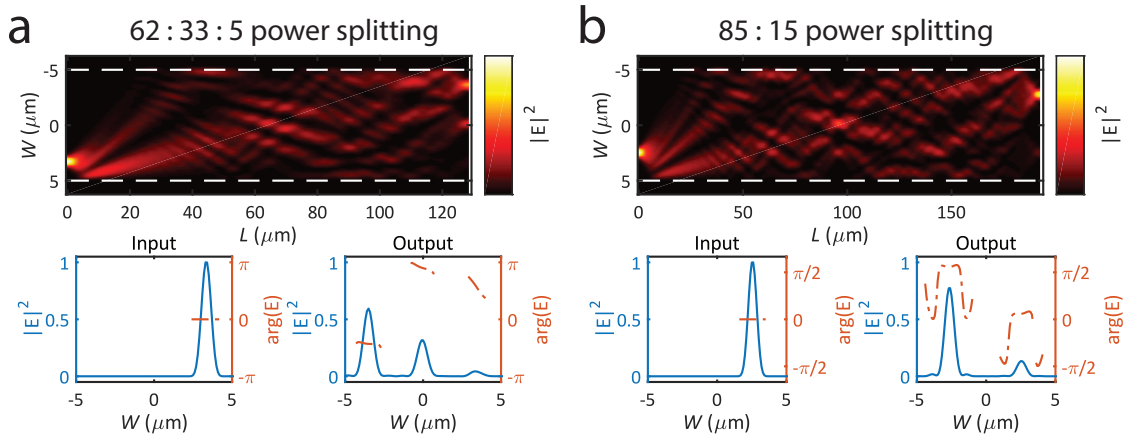 a
62 : 33 : 5 power splitting
-5
0
5
W (μm)
0 20 40 60 80 100 120
L (μm)
|E|²
Input
1
0.5
0
|E|²
π
0
-π
arg(E)
-5 0 5
W (μm)
Output
1
0.5
0
|E|²
π
0
-π
arg(E)
-5 0 5
W (μm)
b
85 : 15 power splitting
-5
0
5
W (μm)
0 50 100 150
L (μm)
|E|²
Input
1
0.5
0
|E|²
π/2
0
-π/2
arg(E)
-5 0 5
W (μm)
Output
1
0.5
0
|E|²
π/2
0
-π/2
arg(E)
-5 0 5
W (μm)